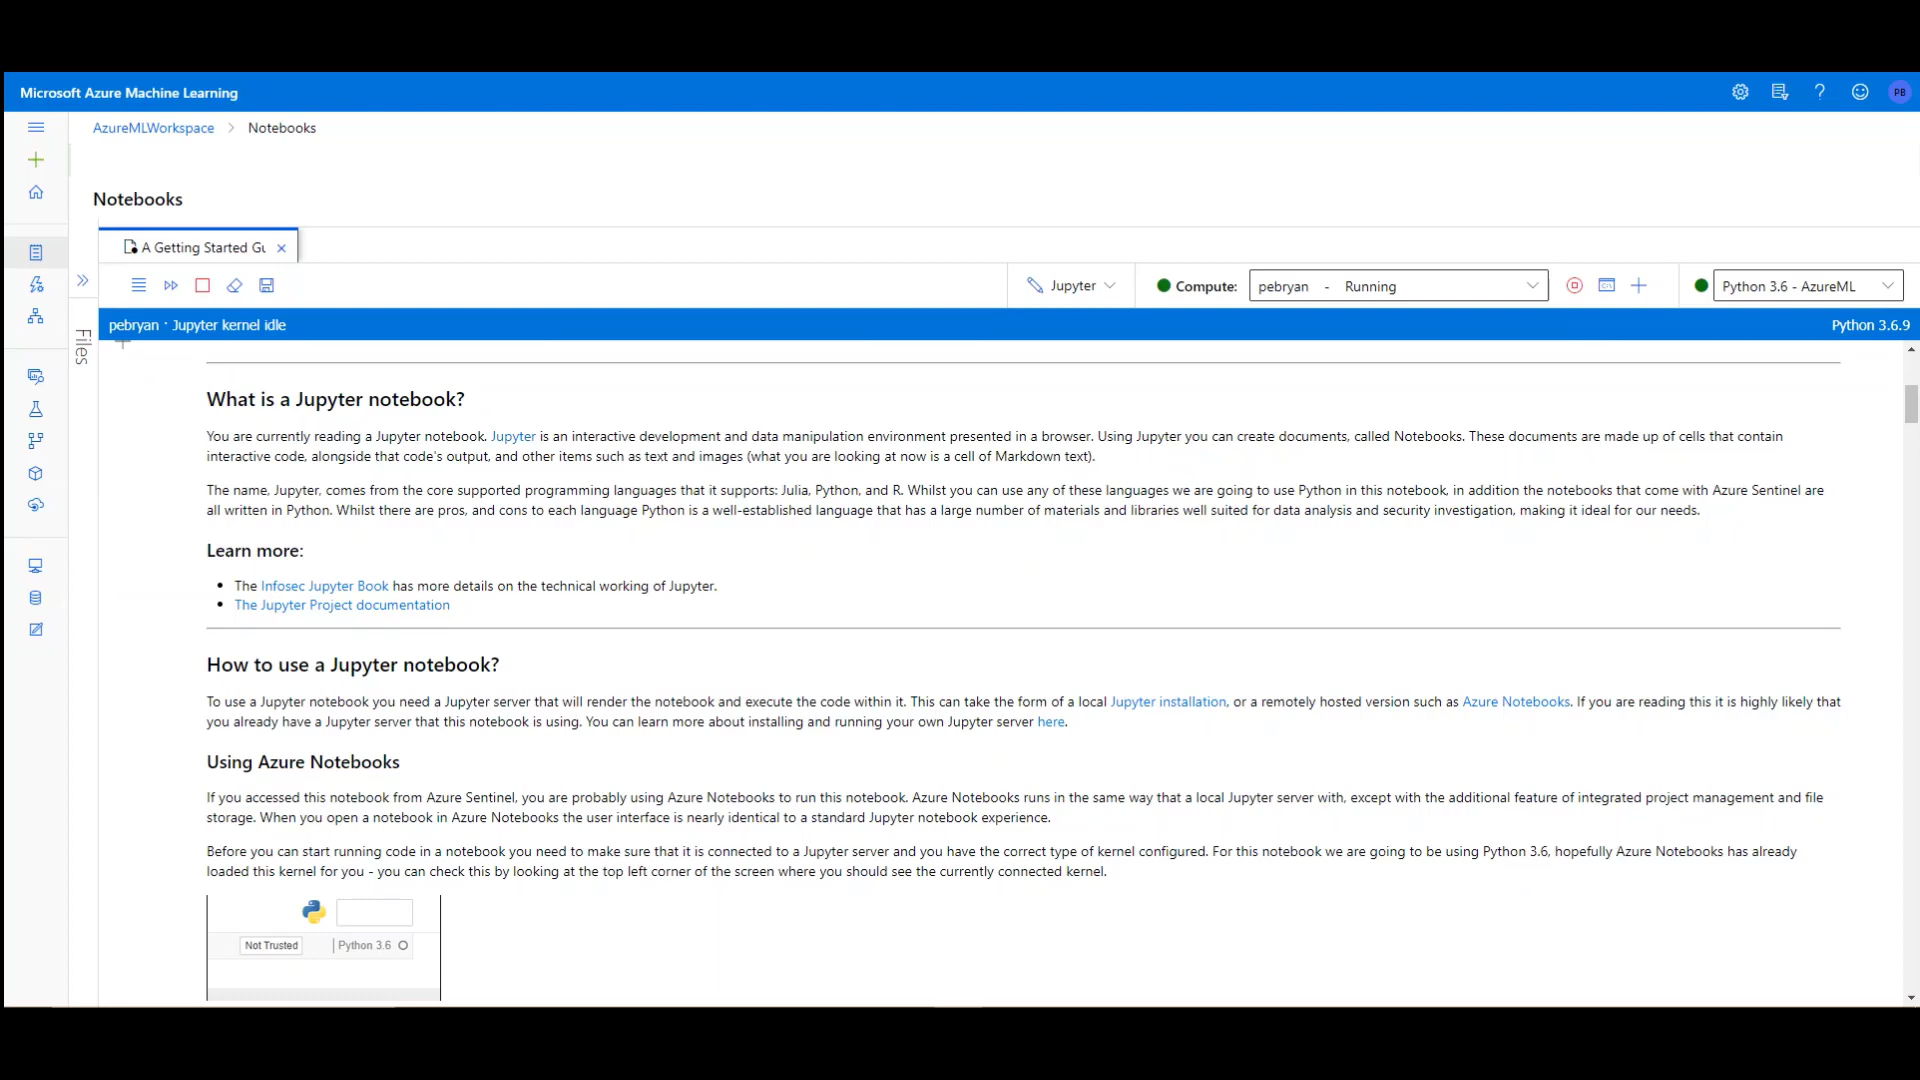 Microsoft Azure Machine Learning
PB
AzureMLWorkspace > Notebooks
Notebooks
A Getting Started Gu
Jupyter
Compute: pebryan - Running
Python 3.6 - AzureML
pebryan · Jupyter kernel idle
Python 3.6.9
Files
What is a Jupyter notebook?
You are currently reading a Jupyter notebook. Jupyter is an interactive development and data manipulation environment presented in a browser. Using Jupyter you can create documents, called Notebooks. These documents are made up of cells that contain
interactive code, alongside that code's output, and other items such as text and images (what you are looking at now is a cell of Markdown text).
The name, Jupyter, comes from the core supported programming languages that it supports: Julia, Python, and R. Whilst you can use any of these languages we are going to use Python in this notebook, in addition the notebooks that come with Azure Sentinel are
all written in Python. Whilst there are pros, and cons to each language Python is a well-established language that has a large number of materials and libraries well suited for data analysis and security investigation, making it ideal for our needs.
Learn more:
• The Infosec Jupyter Book has more details on the technical working of Jupyter.
• The Jupyter Project documentation
How to use a Jupyter notebook?
To use a Jupyter notebook you need a Jupyter server that will render the notebook and execute the code within it. This can take the form of a local Jupyter installation, or a remotely hosted version such as Azure Notebooks. If you are reading this it is highly likely that
you already have a Jupyter server that this notebook is using. You can learn more about installing and running your own Jupyter server here.
Using Azure Notebooks
If you accessed this notebook from Azure Sentinel, you are probably using Azure Notebooks to run this notebook. Azure Notebooks runs in the same way that a local Jupyter server with, except with the additional feature of integrated project management and file
storage. When you open a notebook in Azure Notebooks the user interface is nearly identical to a standard Jupyter notebook experience.
Before you can start running code in a notebook you need to make sure that it is connected to a Jupyter server and you have the correct type of kernel configured. For this notebook we are going to be using Python 3.6, hopefully Azure Notebooks has already
loaded this kernel for you - you can check this by looking at the top left corner of the screen where you should see the currently connected kernel.
Not Trusted
Python 3.6